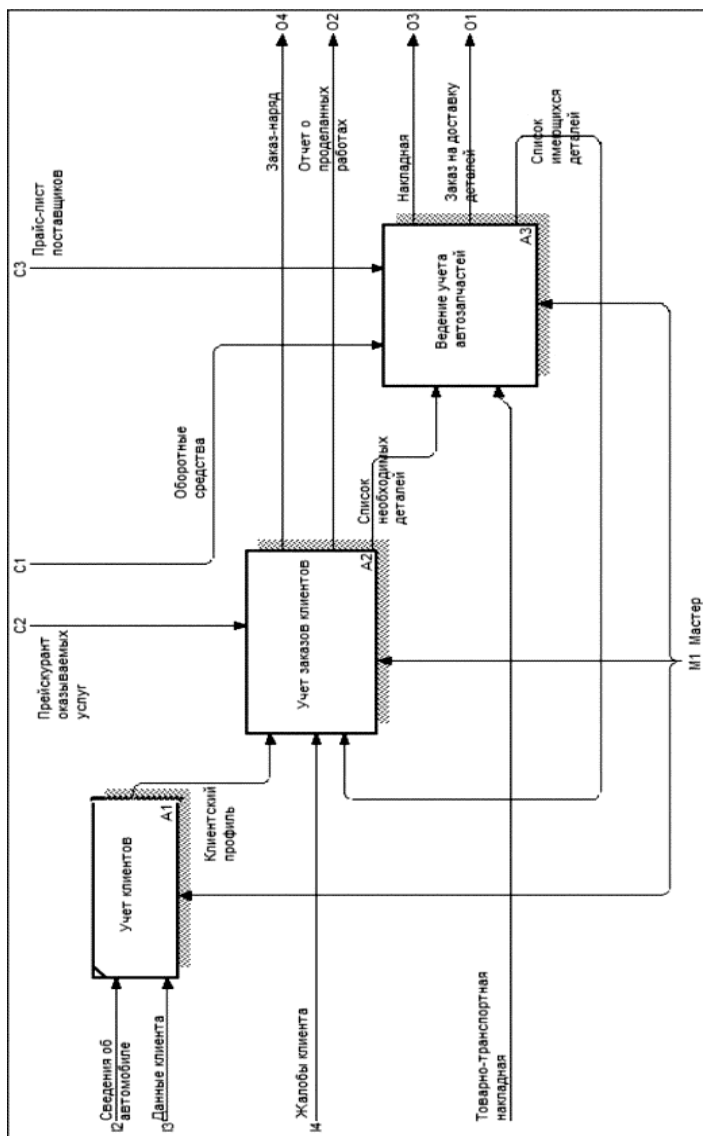 C2
C1
C3
Прейскурант
оказываемых
услуг
Оборотные
средства
Прайс-лист
поставщиков
I2
Сведения об
автомобиле
I3
Данные клиента
Учет клиентов
A1
Клиентский
профиль
I4
Жалобы клиента
Учет заказов клиентов
A2
Заказ-наряд
O4
Отчет о
проделанных
работах
O2
Список
необходимых
деталей
Ведение учета
автозапчастей
A3
Накладная
O3
Заказ на доставку
деталей
O1
Список
имеющихся
деталей
Товарно-транспортная
накладная
M1 Мастер